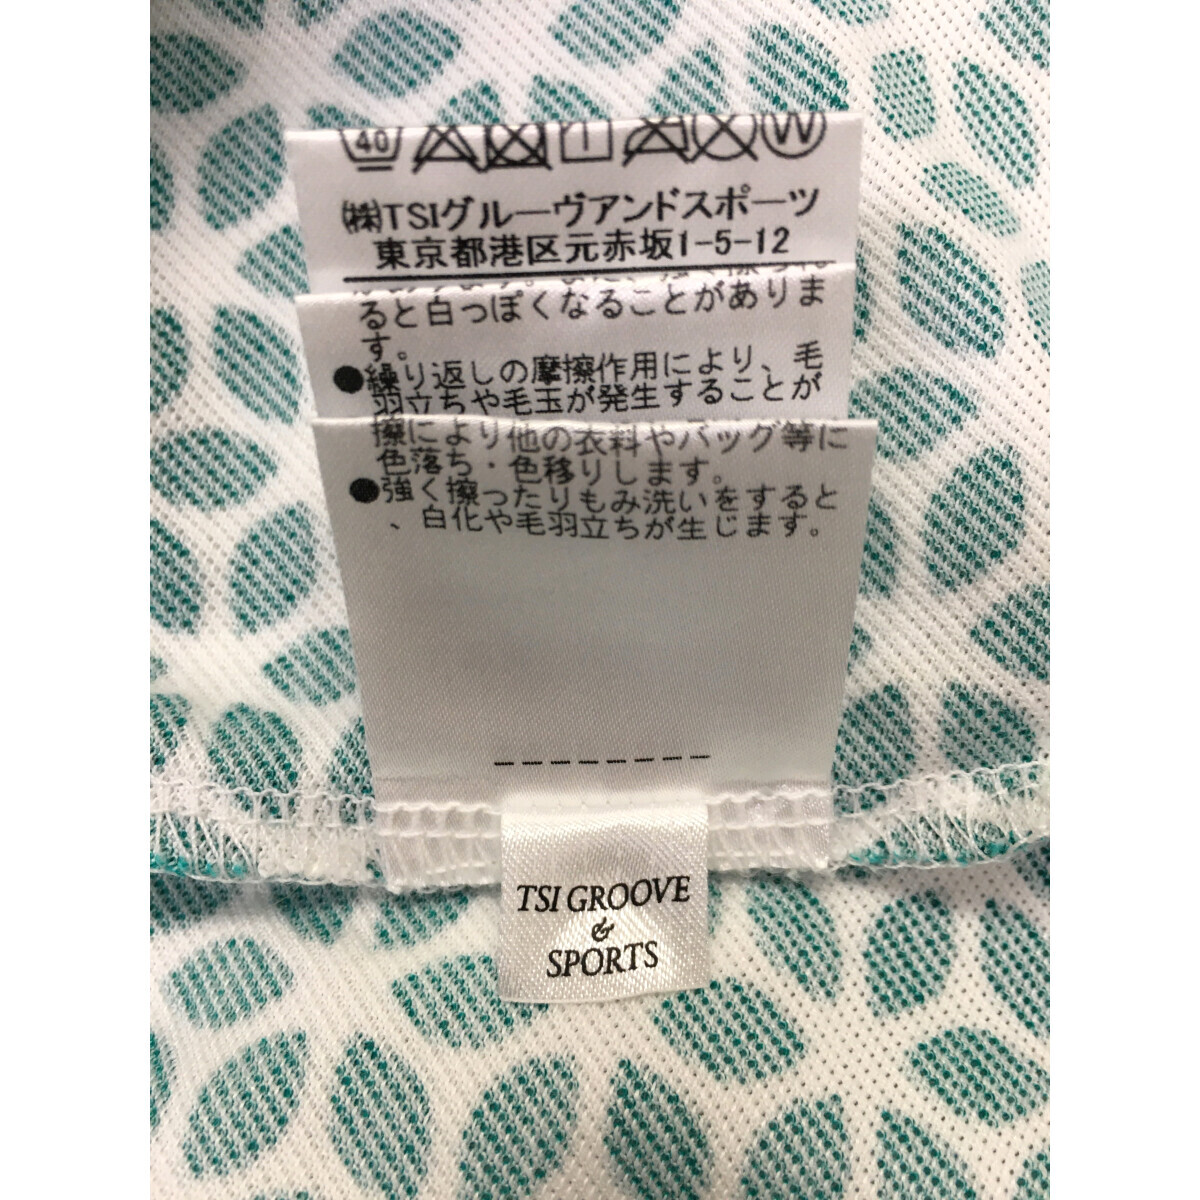 40 W
㈱TSIグルーヴアンドスポーツ
東京都港区元赤坂1-5-12
ると白っぽくなることがありま
す。
●繰り返しの摩擦作用により、毛
羽立ちや毛玉が発生することが
擦により他の衣料やバッグ等に
色落ち・色移りします。
●強く擦ったりもみ洗いをすると
、白化や毛羽立ちが生じます。
TSI GROOVE
&
SPORTS